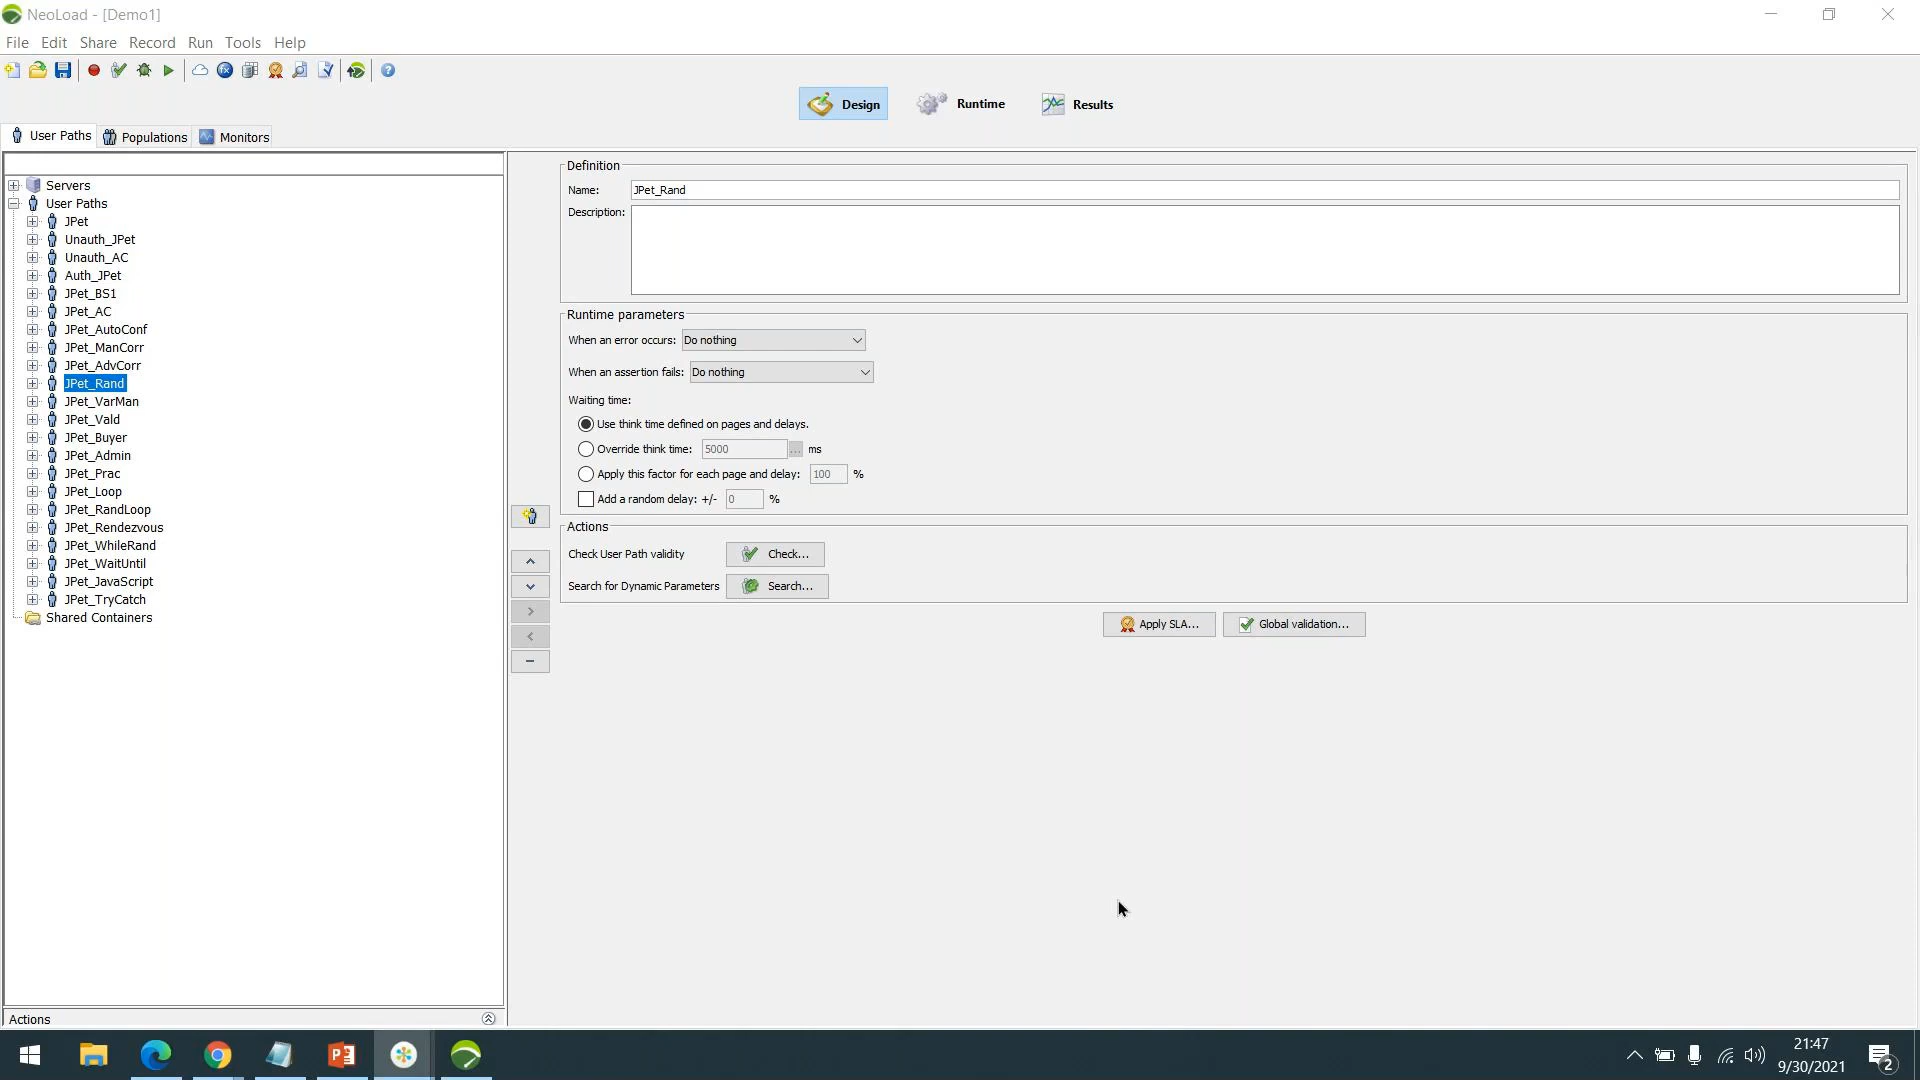 NeoLoad - [Demo1]
File Edit Share Record Run Tools Help
Design Runtime Results
User Paths Populations Monitors
Servers
User Paths
JPet
Unauth_JPet
Unauth_AC
Auth_JPet
JPet_BS1
JPet_AC
JPet_AutoConf
JPet_ManCorr
JPet_AdvCorr
JPet_Rand
JPet_VarMan
JPet_Vald
JPet_Buyer
JPet_Admin
JPet_Prac
JPet_Loop
JPet_RandLoop
JPet_Rendezvous
JPet_WhileRand
JPet_WaitUntil
JPet_JavaScript
JPet_TryCatch
Shared Containers
Actions
Definition
Name: JPet_Rand
Description:
Runtime parameters
When an error occurs: Do nothing
When an assertion fails: Do nothing
Waiting time:
Use think time defined on pages and delays.
Override think time: 5000 ... ms
Apply this factor for each page and delay: 100 %
Add a random delay: +/- 0 %
Actions
Check User Path validity Check...
Search for Dynamic Parameters Search...
Apply SLA... Global validation...
21:47
9/30/2021
2